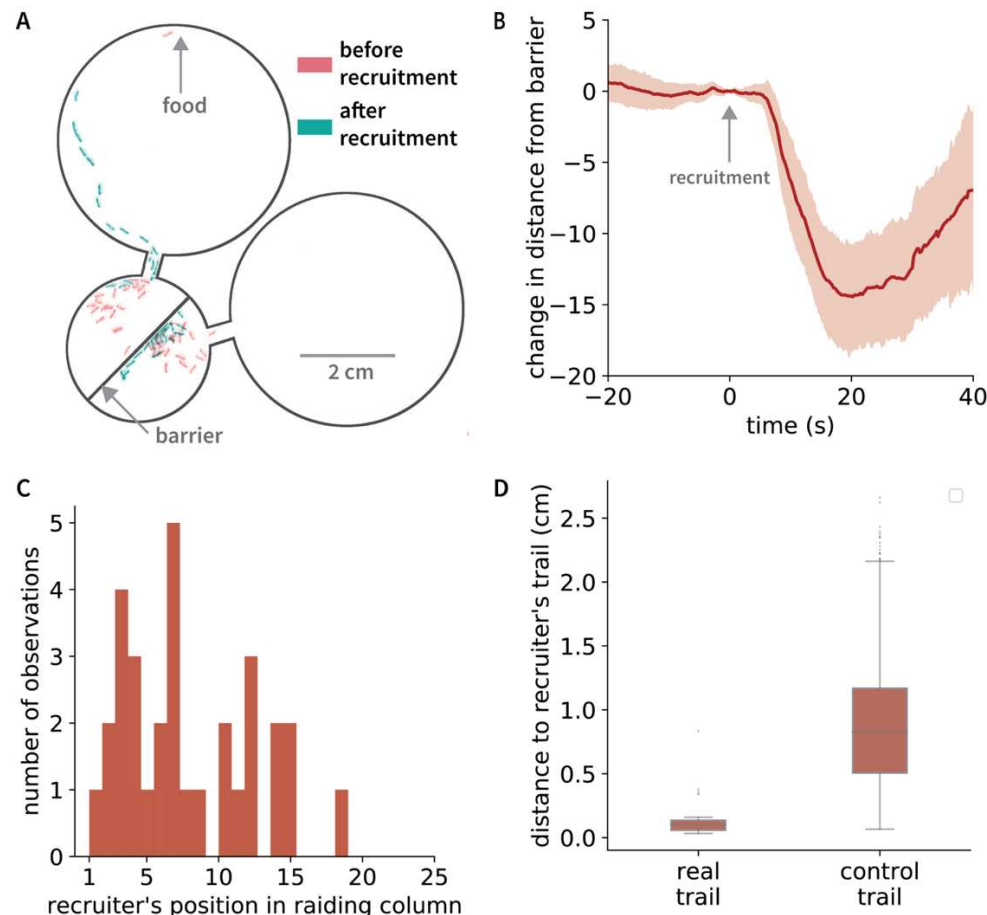 A
before
recruitment
after
recruitment
food
2 cm
barrier
B
change in distance from barrier
5
0
−5
−10
−15
−20
recruitment
−20
0
20
40
time (s)
C
number of observations
5
4
3
2
1
0
1
5
10
15
20
25
recruiter's position in raiding column
D
distance to recruiter's trail (cm)
2.5
2.0
1.5
1.0
0.5
0.0
real
trail
control
trail